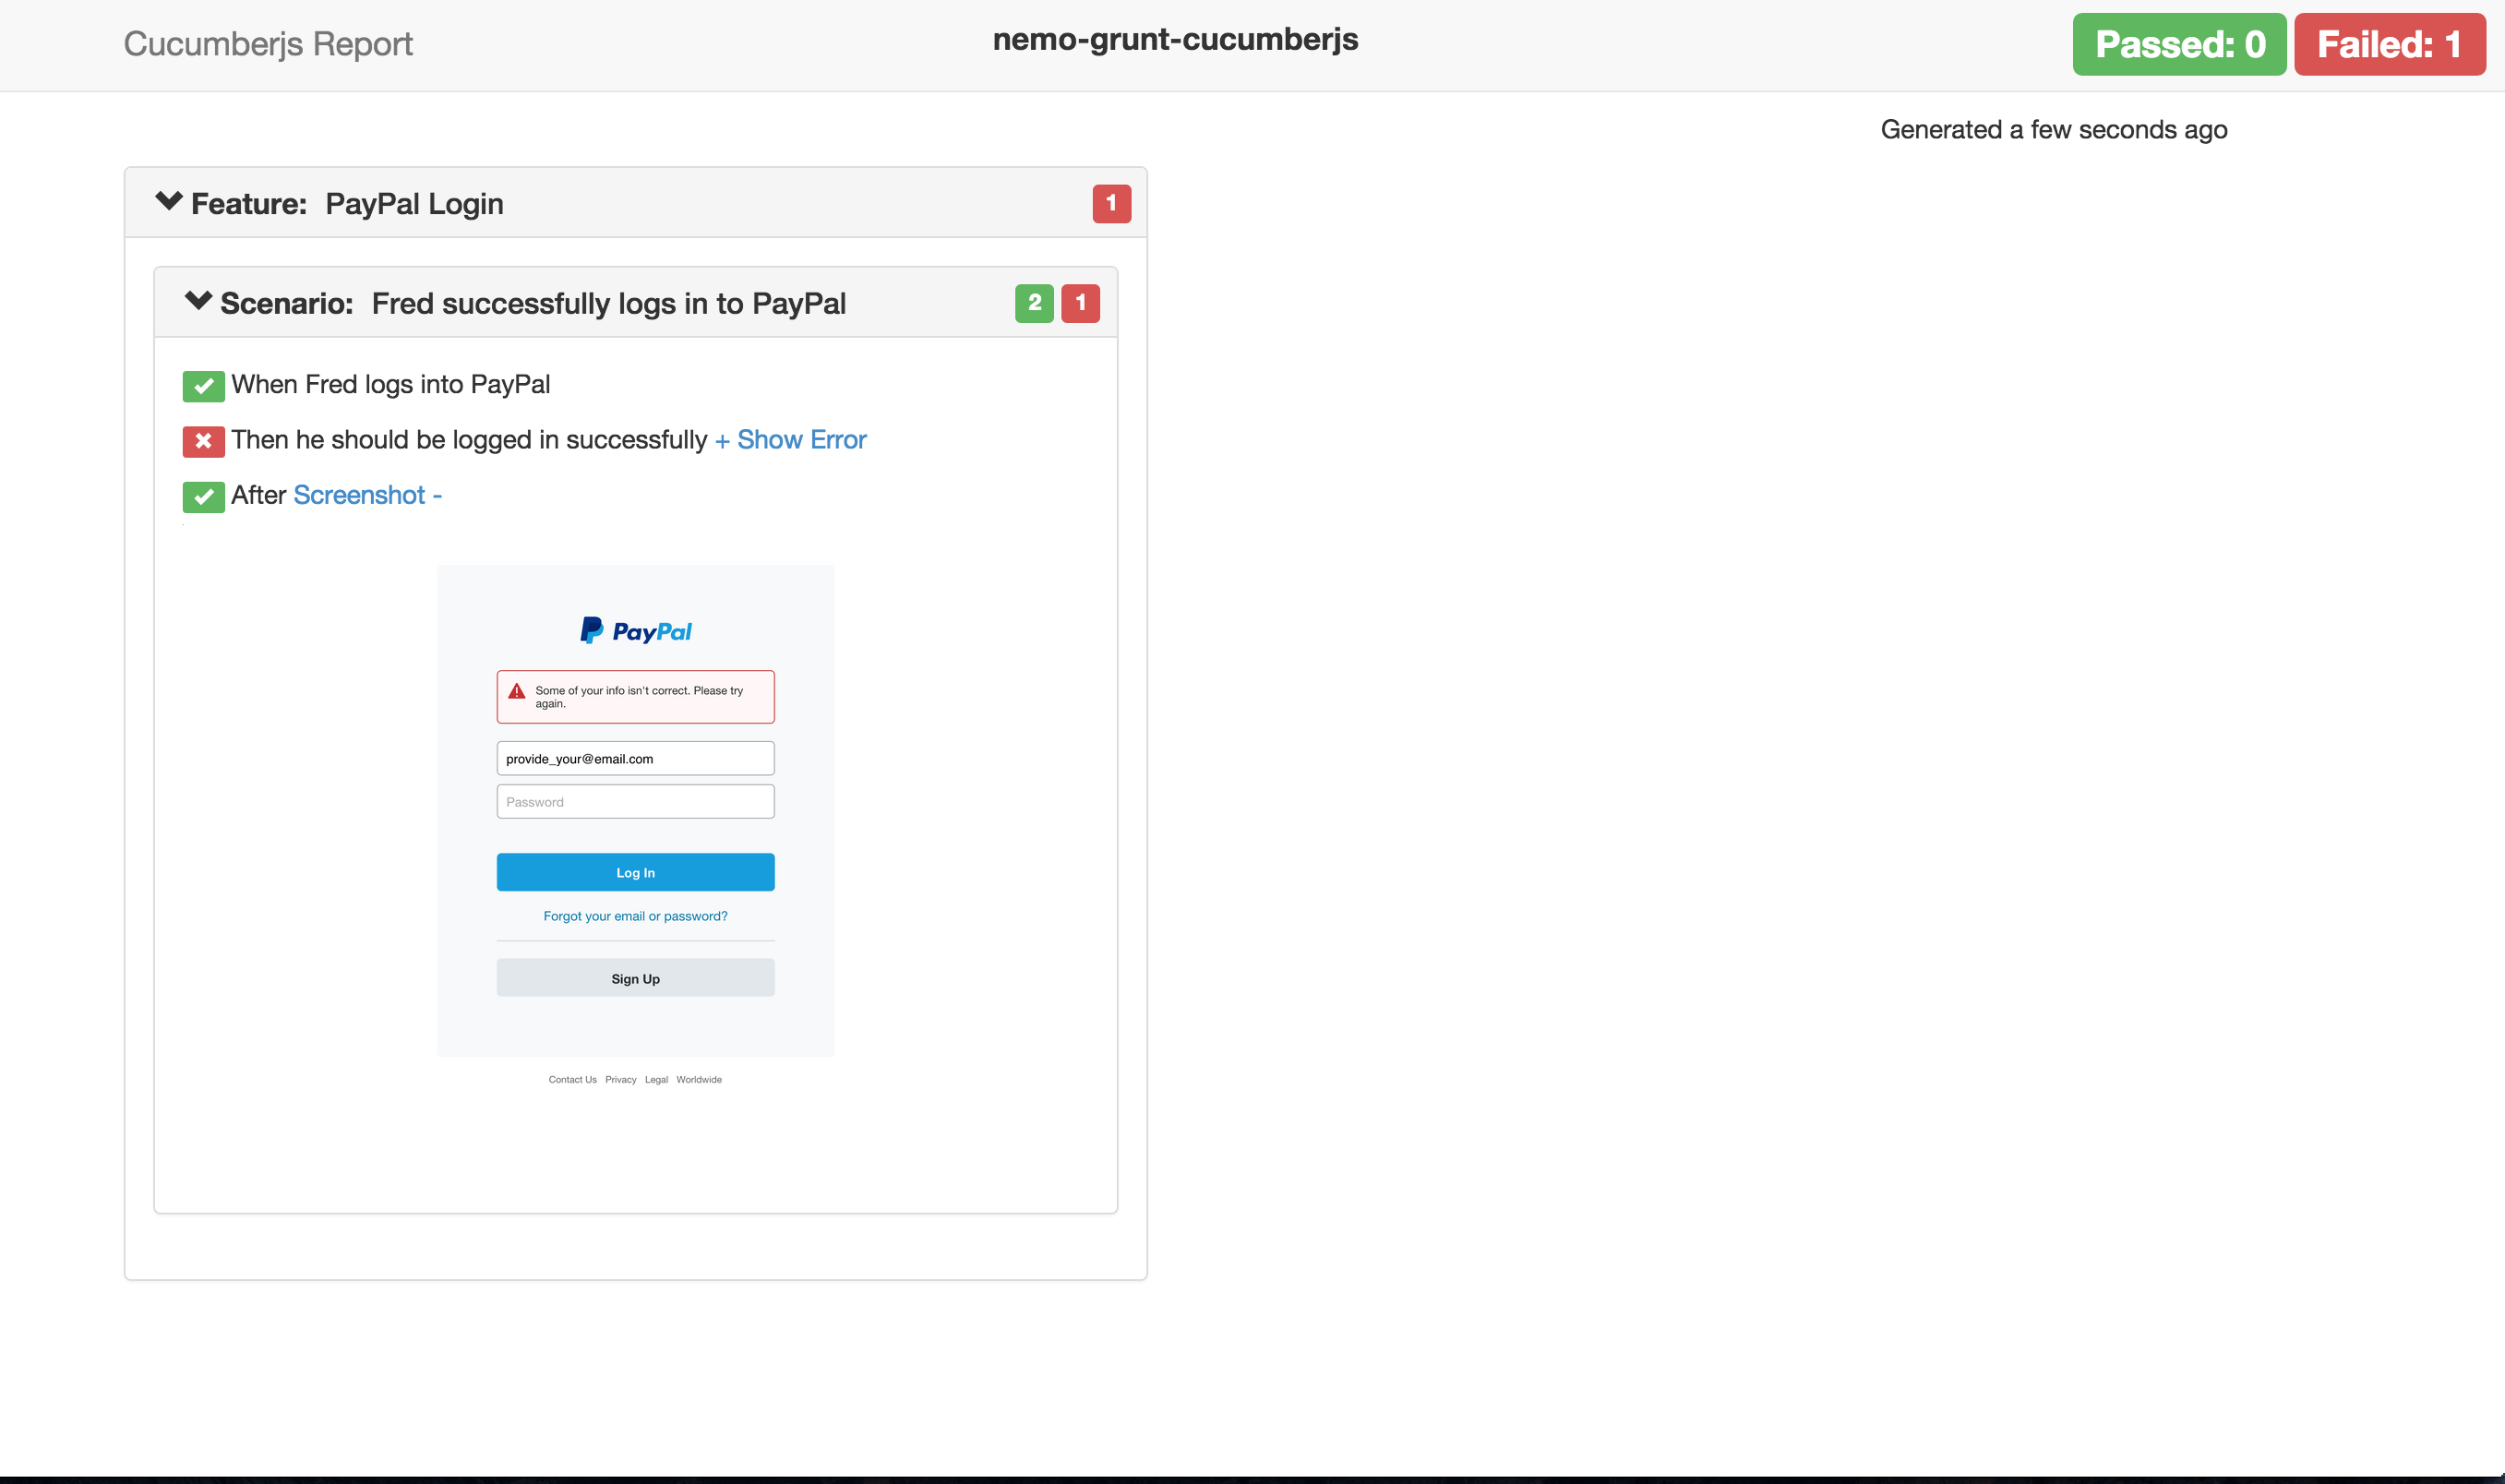 Cucumberjs Report
nemo-grunt-cucumberjs
Passed: 0
Failed: 1
Generated a few seconds ago
Feature: PayPal Login
1
Scenario: Fred successfully logs in to PayPal
2
1
When Fred logs into PayPal
Then he should be logged in successfully + Show Error
After Screenshot -
PayPal
Some of your info isn't correct. Please try
again.
provide_your@email.com
Password
Log In
Forgot your email or password?
Sign Up
Contact Us Privacy Legal Worldwide